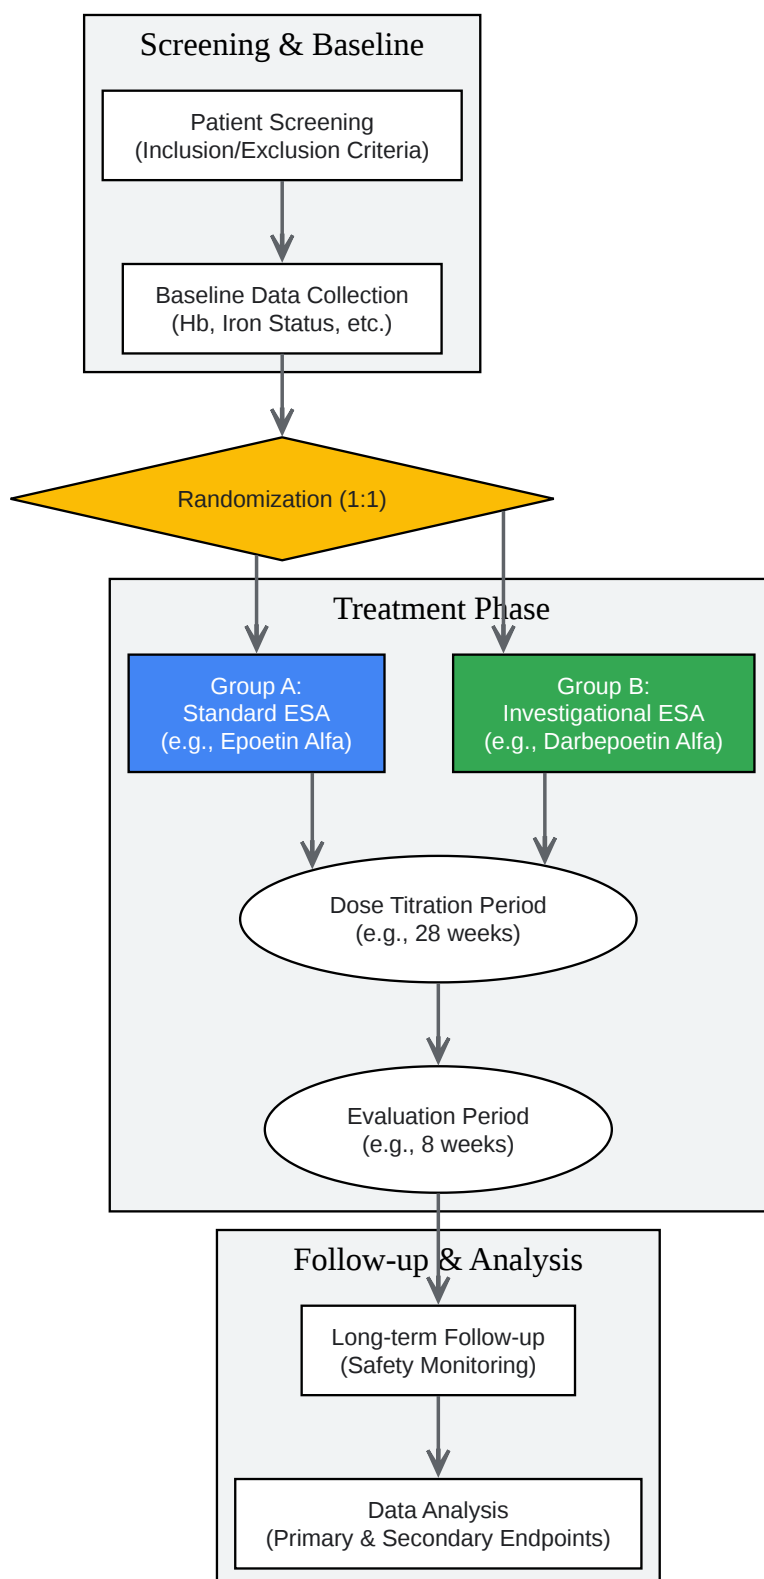 Screening & Baseline
Patient Screening
(Inclusion/Exclusion Criteria)
Baseline Data Collection
(Hb, Iron Status, etc.)
Randomization (1:1)
Treatment Phase
Group A:
Standard ESA
(e.g., Epoetin Alfa)
Group B:
Investigational ESA
(e.g., Darbepoetin Alfa)
Dose Titration Period
(e.g., 28 weeks)
Evaluation Period
(e.g., 8 weeks)
Follow-up & Analysis
Long-term Follow-up
(Safety Monitoring)
Data Analysis
(Primary & Secondary Endpoints)